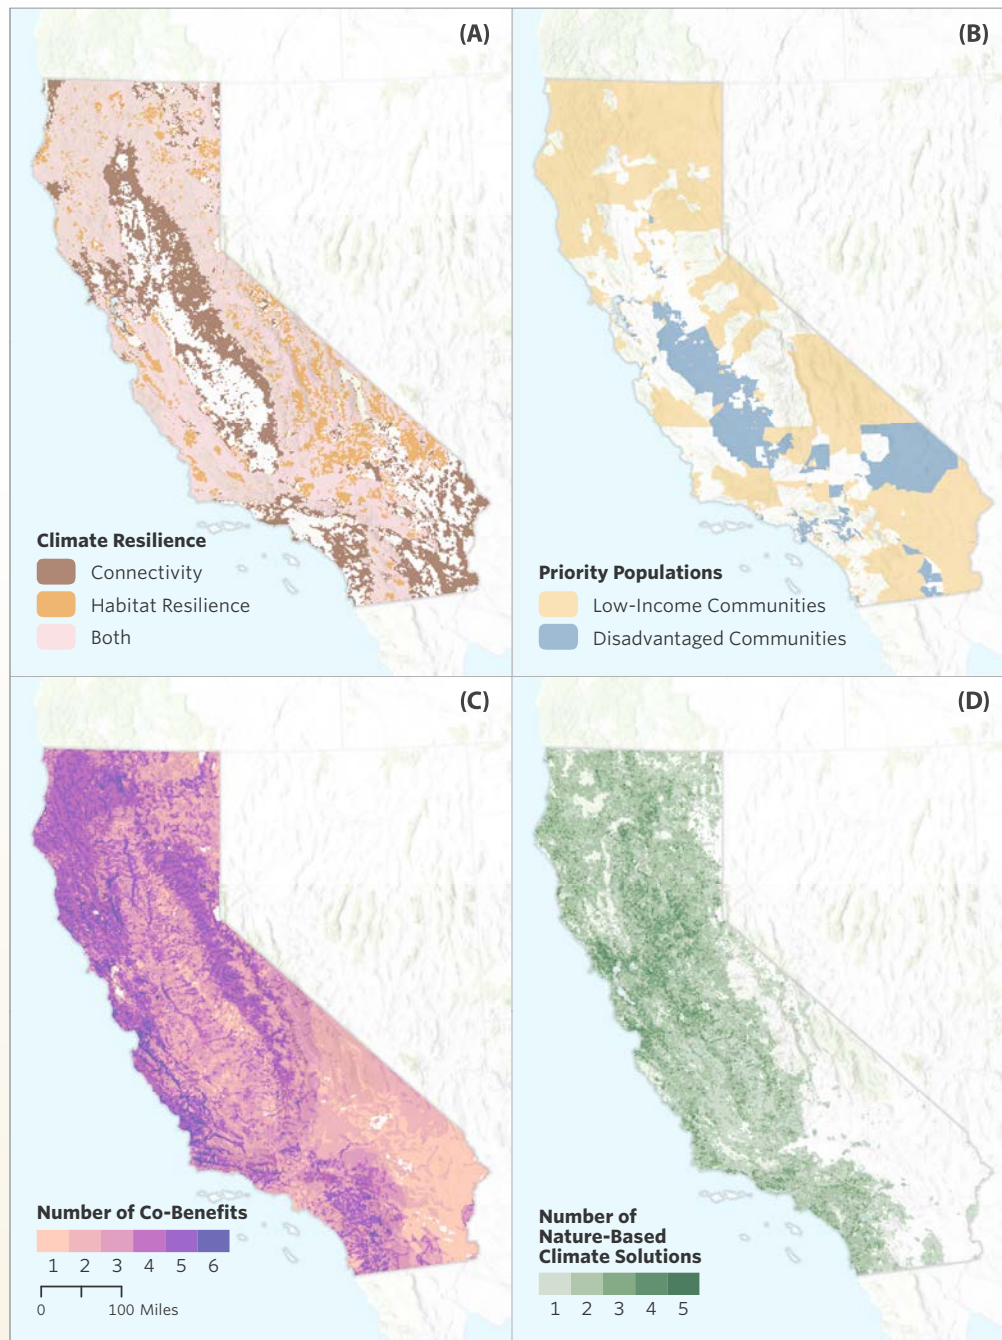 (A)
Climate Resilience
Connectivity
Habitat Resilience
Both
(B)
Priority Populations
Low-Income Communities
Disadvantaged Communities
(C)
Number of Co-Benefits
1 2 3 4 5 6
0 100 Miles
(D)
Number of
Nature-Based
Climate Solutions
1 2 3 4 5